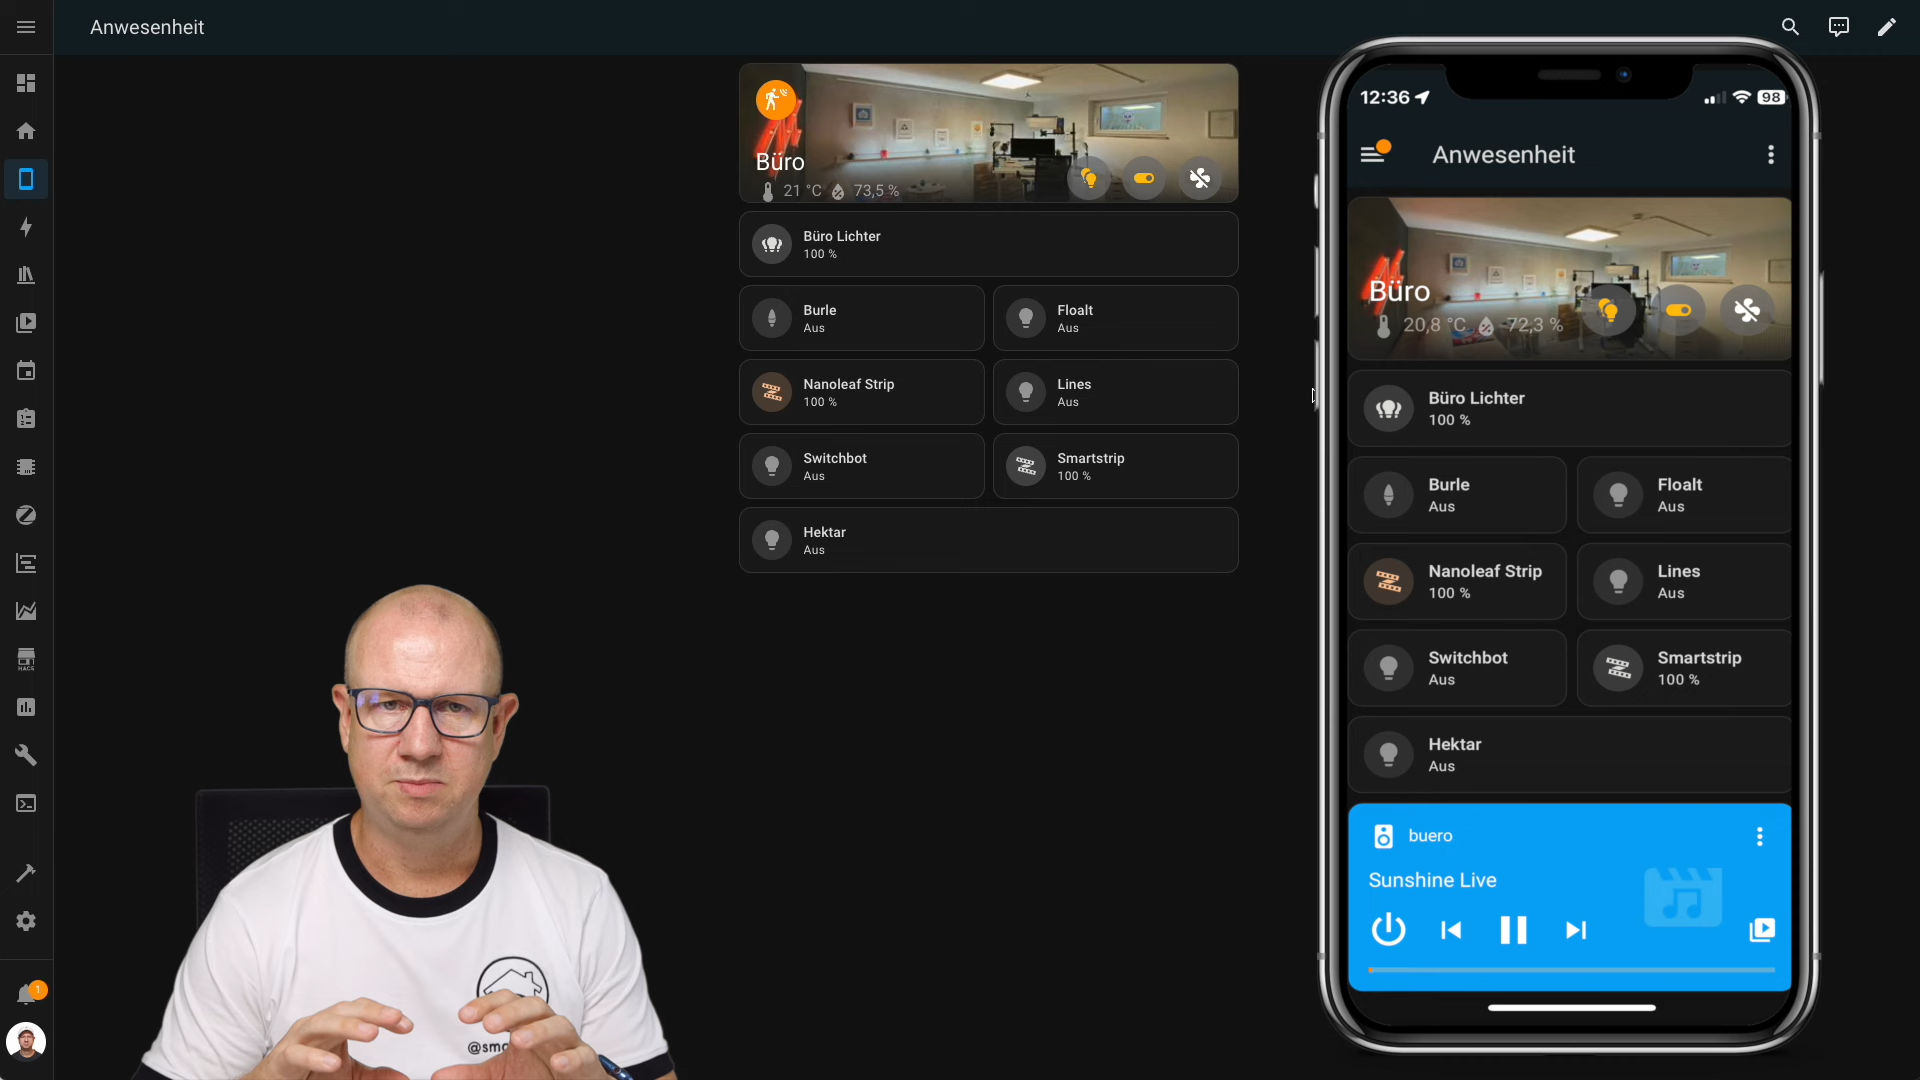 Anwesenheit
Büro
21 °C 73,5 %
Büro Lichter
100 %
Burle
Aus
Floalt
Aus
Nanoleaf Strip
100 %
Lines
Aus
Switchbot
Aus
Smartstrip
100 %
Hektar
Aus
HACS
1
12:36
98
Anwesenheit
Büro
20,8 °C 72,3 %
Büro Lichter
100 %
Burle
Aus
Floalt
Aus
Nanoleaf Strip
100 %
Lines
Aus
Switchbot
Aus
Smartstrip
100 %
Hektar
Aus
buero
Sunshine Live